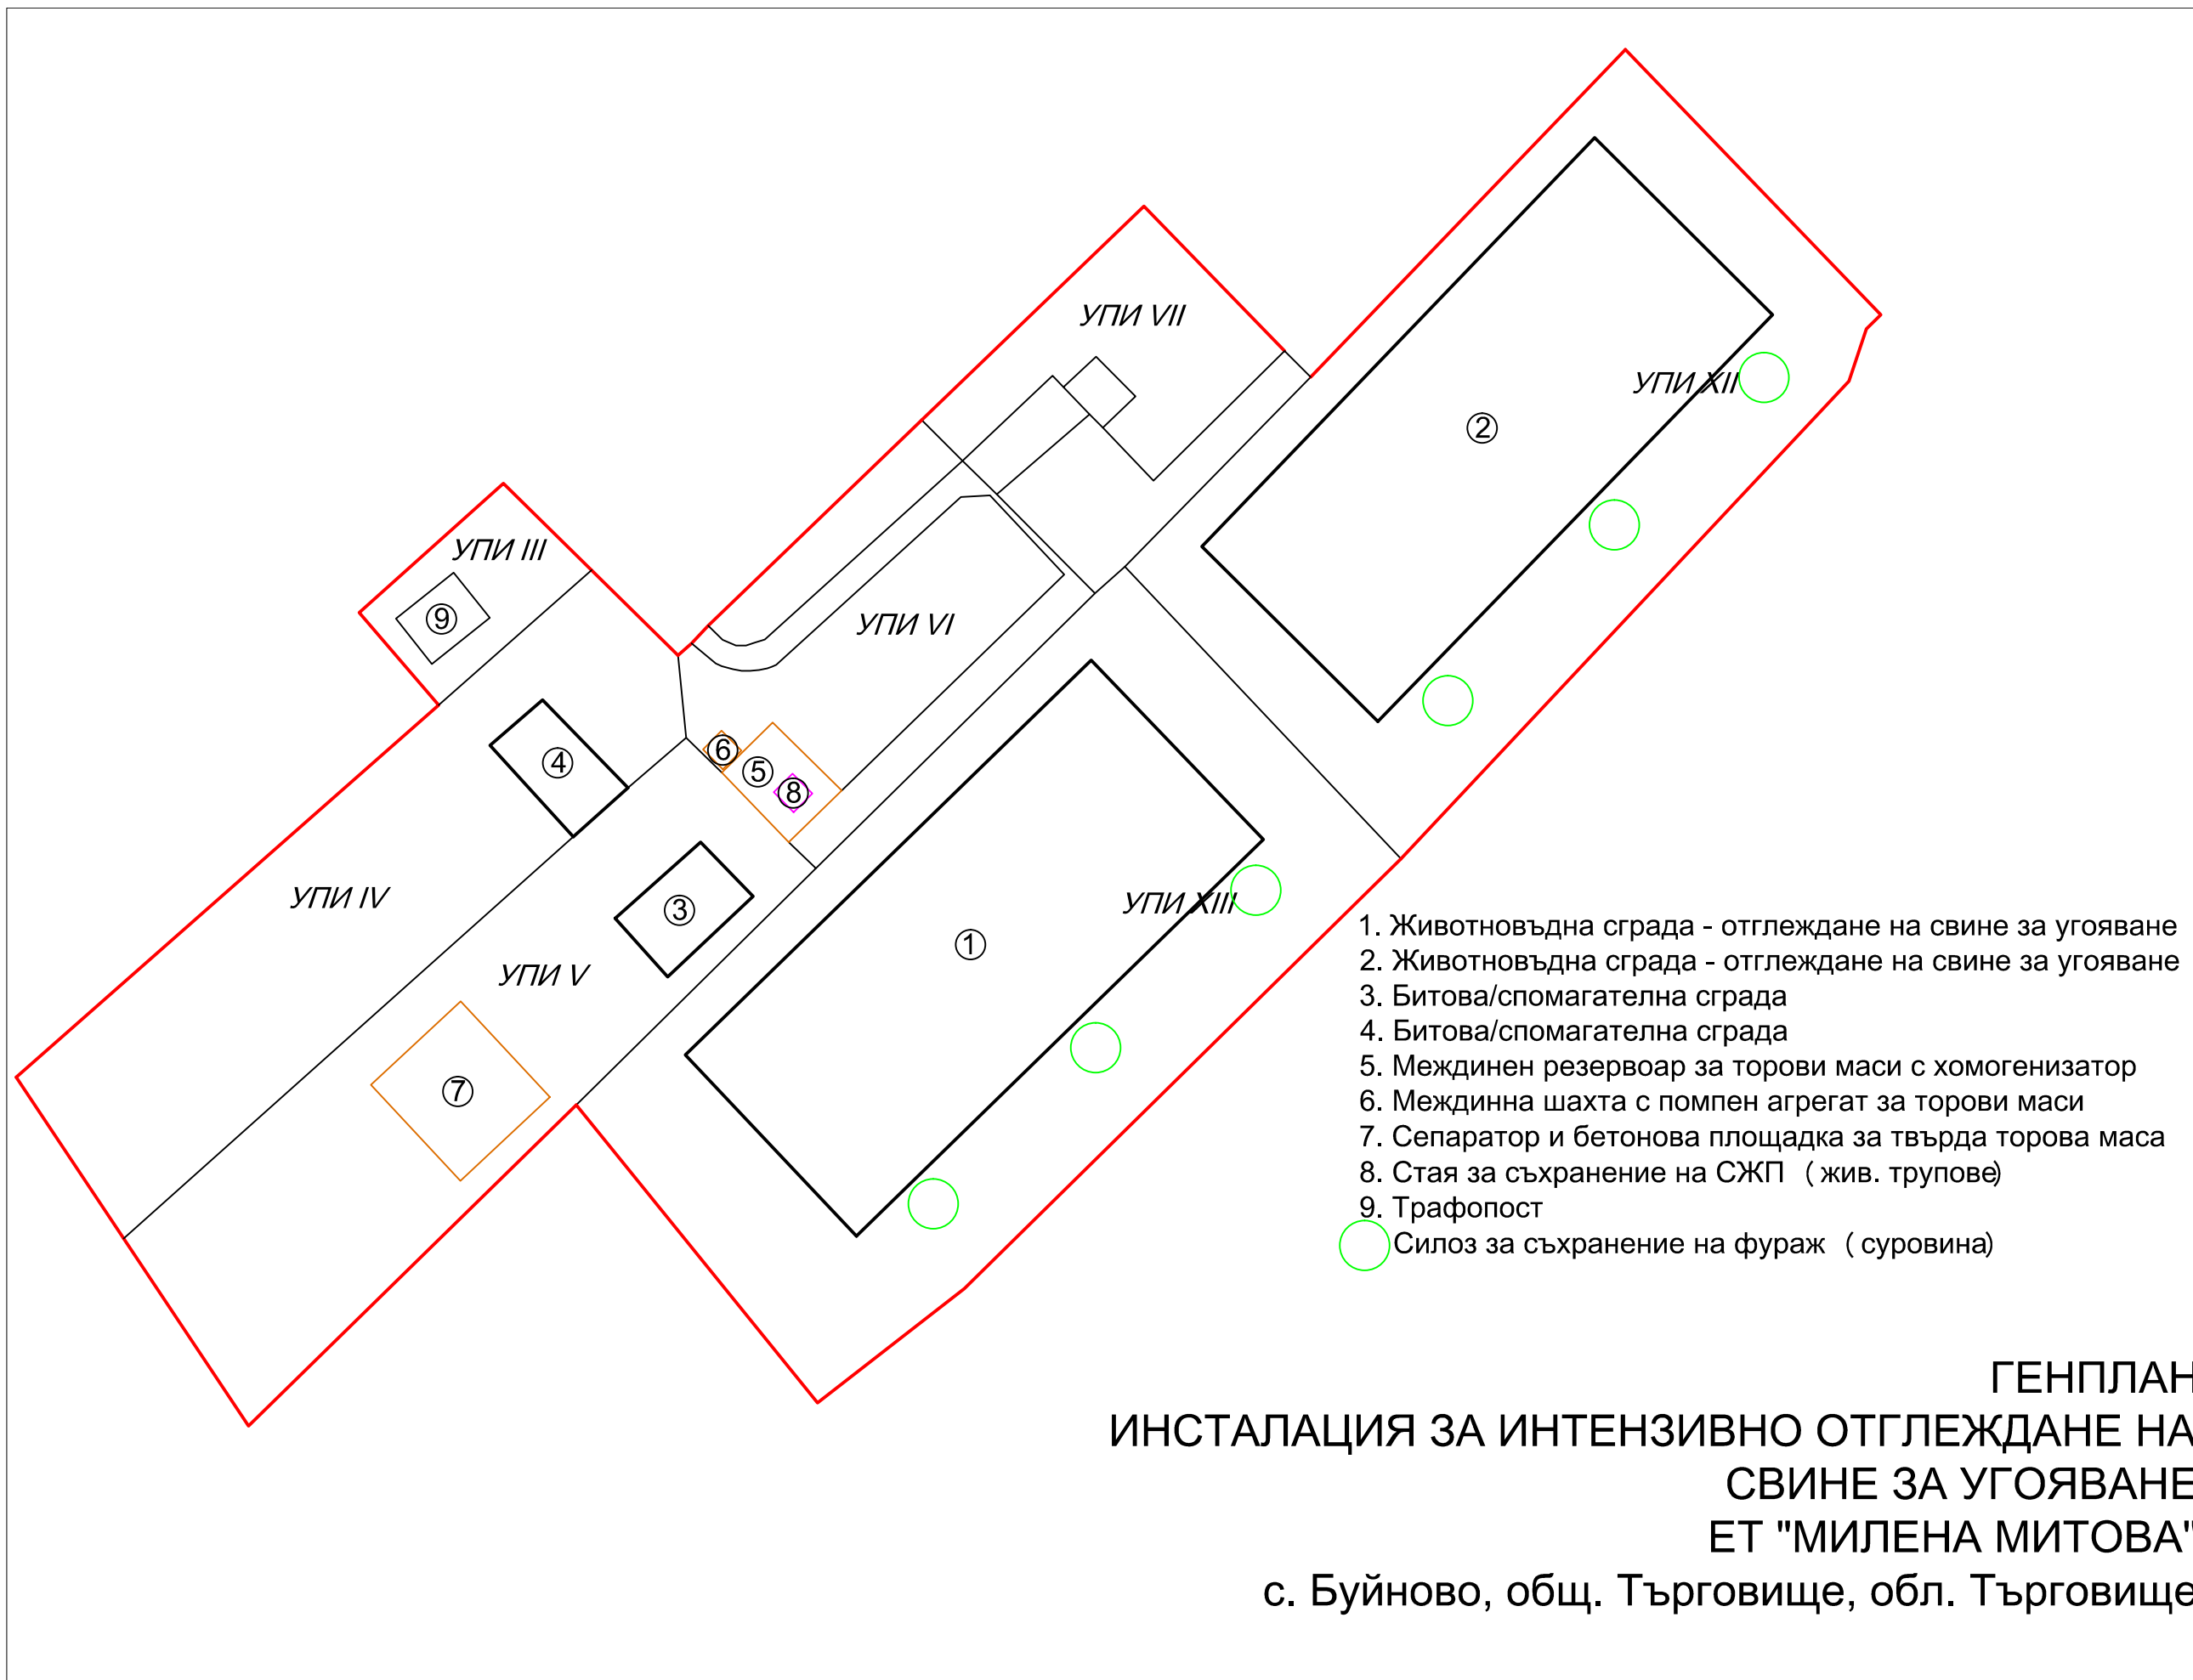 УПИ VII
УПИ XII
2
УПИ III
9
УПИ VI
6
5
8
4
УПИ IV
3
УПИ XIII
1
УПИ V
7
1. Животновъдна сграда - отглеждане на свине за угояване
2. Животновъдна сграда - отглеждане на свине за угояване
3. Битова/спомагателна сграда
4. Битова/спомагателна сграда
5. Междинен резервоар за торови маси с хомогенизатор
6. Междинна шахта с помпен агрегат за торови маси
7. Сепаратор и бетонова площадка за твърда торова маса
8. Стая за съхранение на СЖП (жив. трупове)
9. Трафопост
Силоз за съхранение на фураж (суровина)
ГЕНПЛАН
ИНСТАЛАЦИЯ ЗА ИНТЕНЗИВНО ОТГЛЕЖДАНЕ НА
СВИНЕ ЗА УГОЯВАНЕ
ЕТ "МИЛЕНА МИТОВА"
с. Буйново, общ. Търговище, обл. Търговище